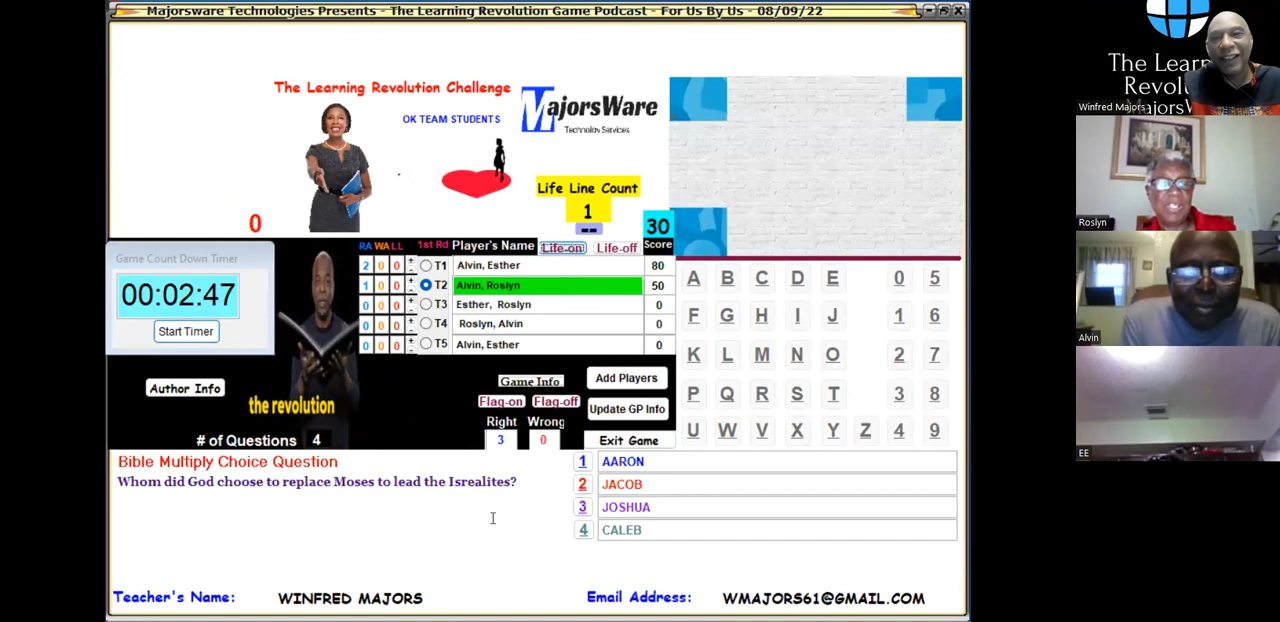 Majorsware Technologies Presents - The Learning Revolution Game Podcast - For Us By Us - 08/09/22
The Learning Revolution Challenge
OK TEAM STUDENTS
MajorsWare
Technology Services
Life Line Count
1
--
0
30
Game Count Down Timer
00:02:47
Start Timer
RA WA LL 1st Rd Player's Name Life-on Life-off Score
2 0 0 + - T1 Alvin, Esther 80
1 0 0 + - T2 Alvin, Roslyn 50
0 0 0 + - T3 Esther, Roslyn 0
0 0 0 + - T4 Roslyn, Alvin 0
0 0 0 + - T5 Alvin, Esther 0
Author Info
the revolution
# of Questions 4
Game Info
Flag-on Flag-off
Right Wrong
3 0
Add Players
Update GP Info
Exit Game
A B C D E 0 5
F G H I J 1 6
K L M N O 2 7
P Q R S T 3 8
U W V X Y Z 4 9
Bible Multiply Choice Question
Whom did God choose to replace Moses to lead the Isrealites?
1 AARON
2 JACOB
3 JOSHUA
4 CALEB
Teacher's Name: WINFRED MAJORS
Email Address: WMAJORS61@GMAIL.COM
The Learn
Revolu
MajorsW
Winfred Majors
Roslyn
Alvin
EE